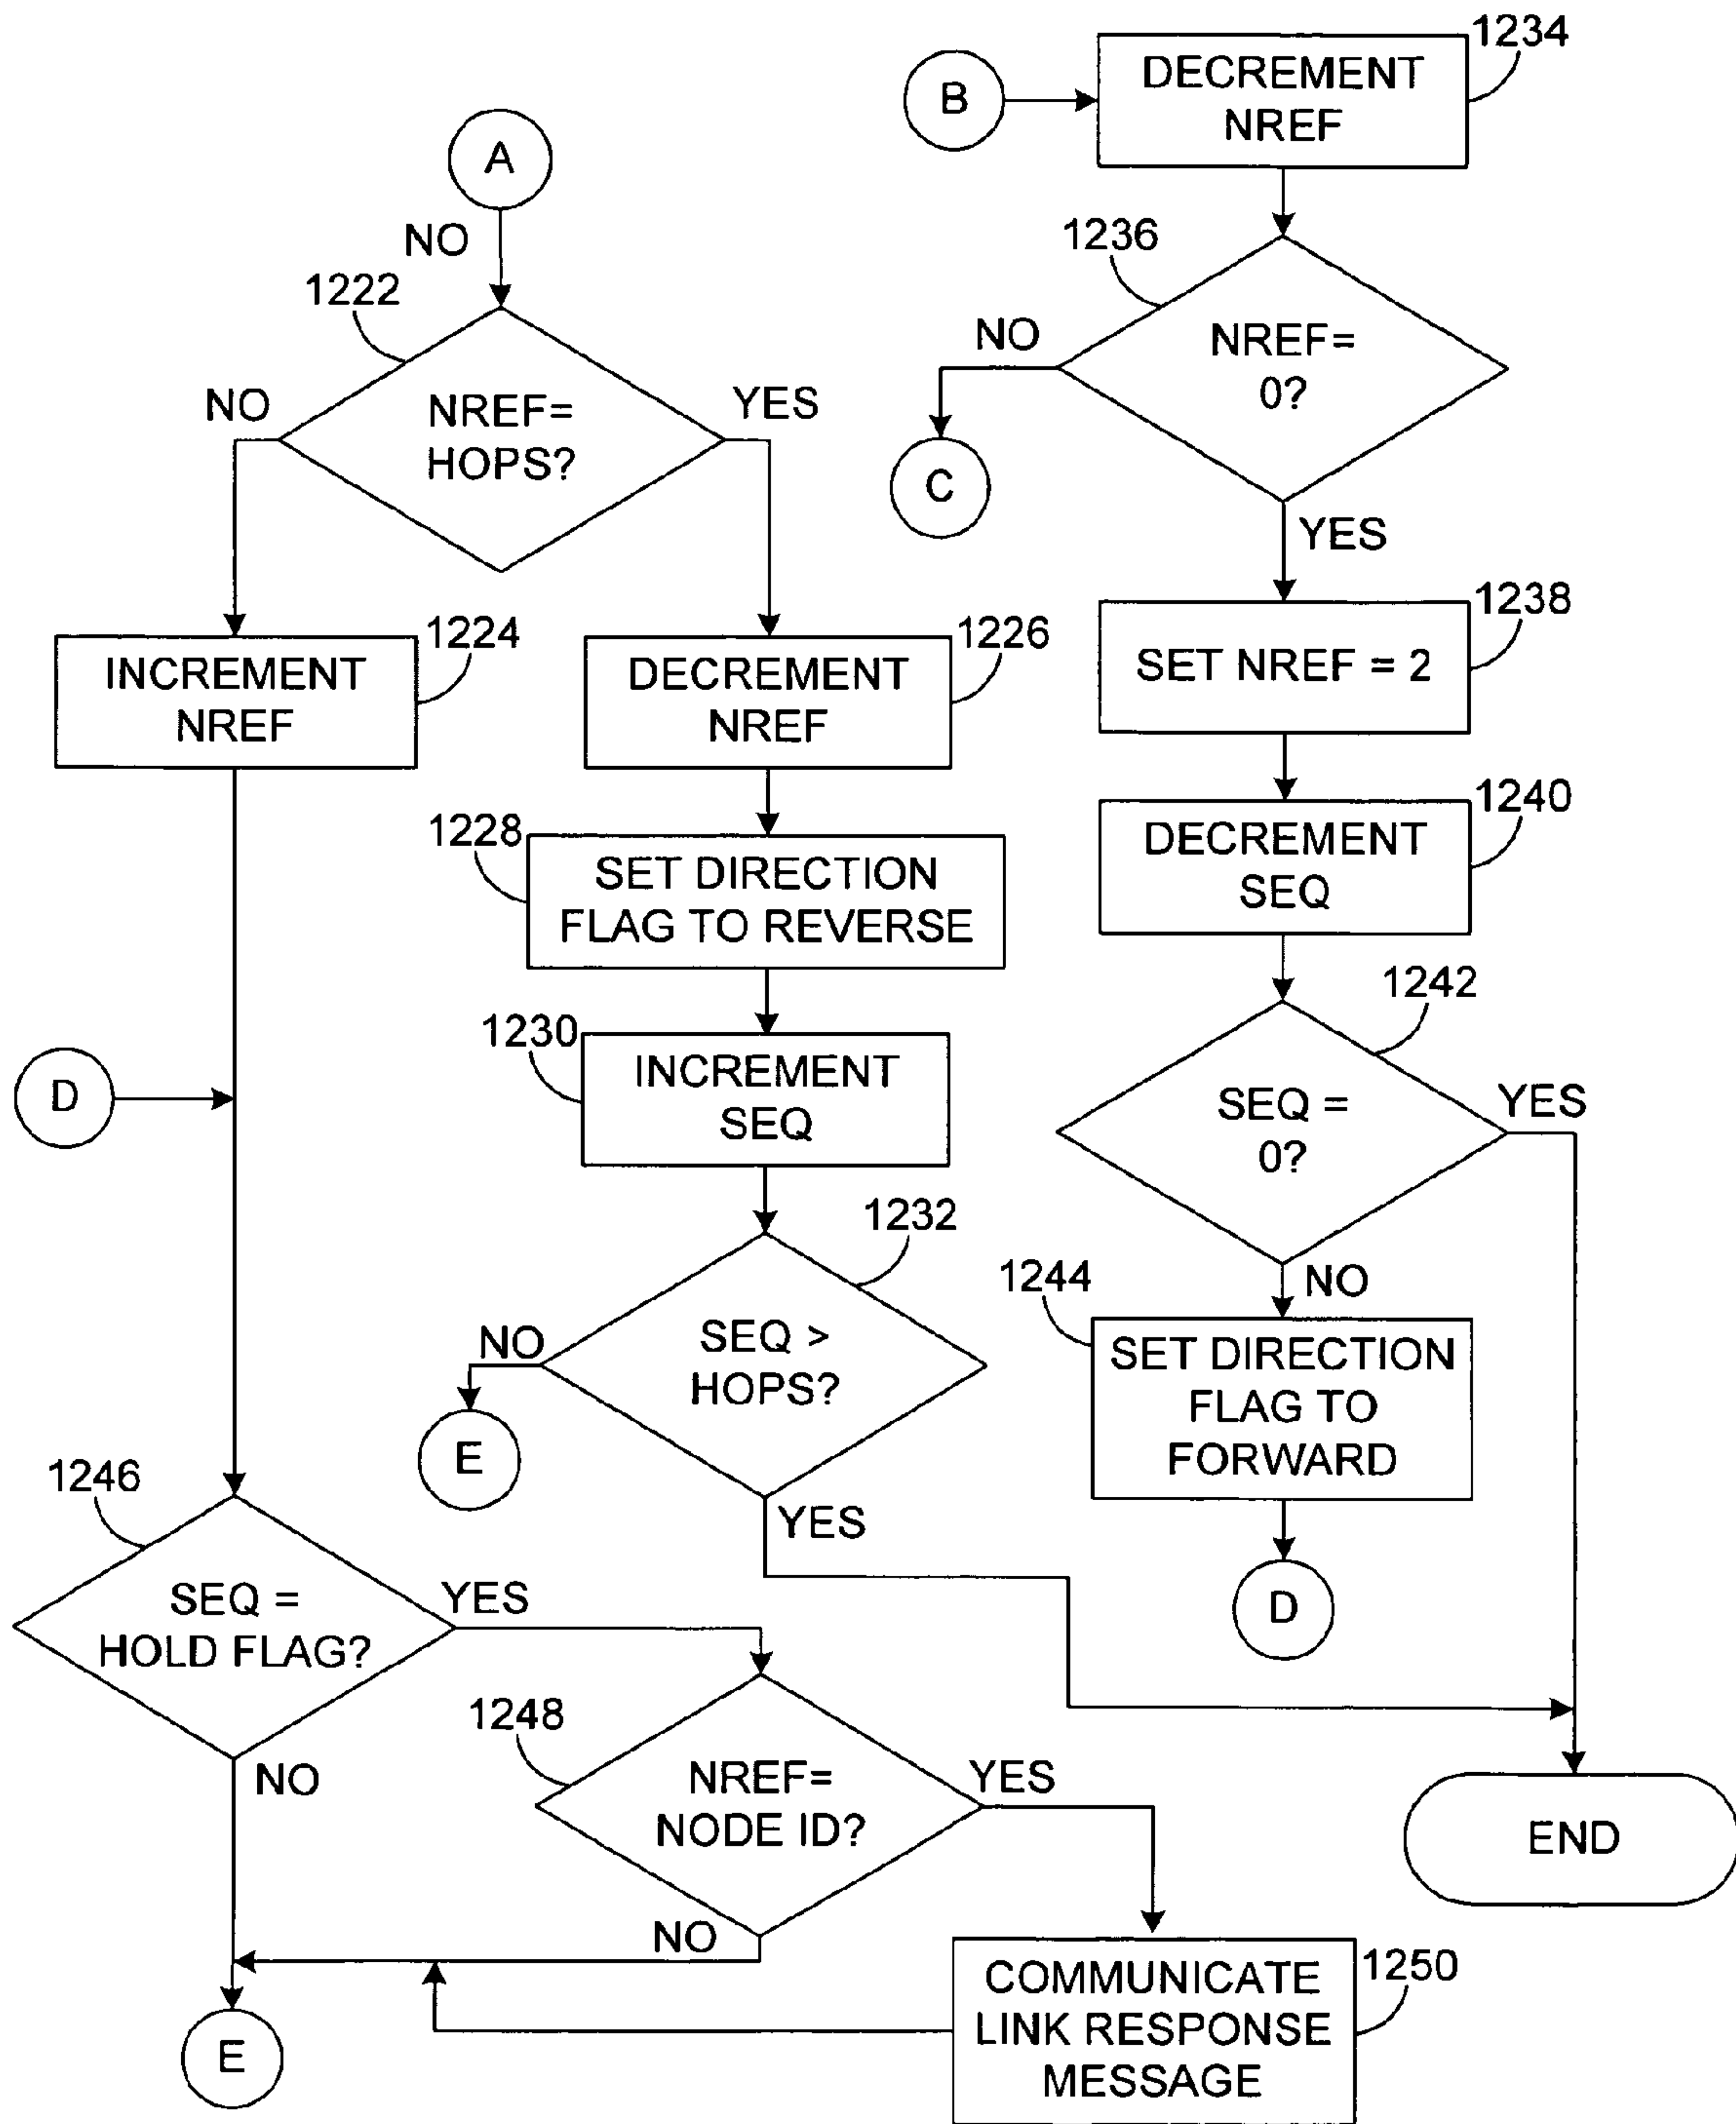 A
NO
1222
NREF=
HOPS?
NO
YES
INCREMENT
NREF
1224
DECREMENT
NREF
1226
1228
SET DIRECTION
FLAG TO REVERSE
1230
INCREMENT
SEQ
D
1232
SEQ >
HOPS?
NO
E
YES
1246
SEQ =
HOLD FLAG?
YES
NO
1248
NREF=
NODE ID?
YES
NO
E
COMMUNICATE
LINK RESPONSE
MESSAGE
1250
B
DECREMENT
NREF
1234
1236
NREF=
0?
NO
C
YES
SET NREF = 2
1238
DECREMENT
SEQ
1240
1242
SEQ =
0?
YES
NO
1244
SET DIRECTION
FLAG TO
FORWARD
D
END